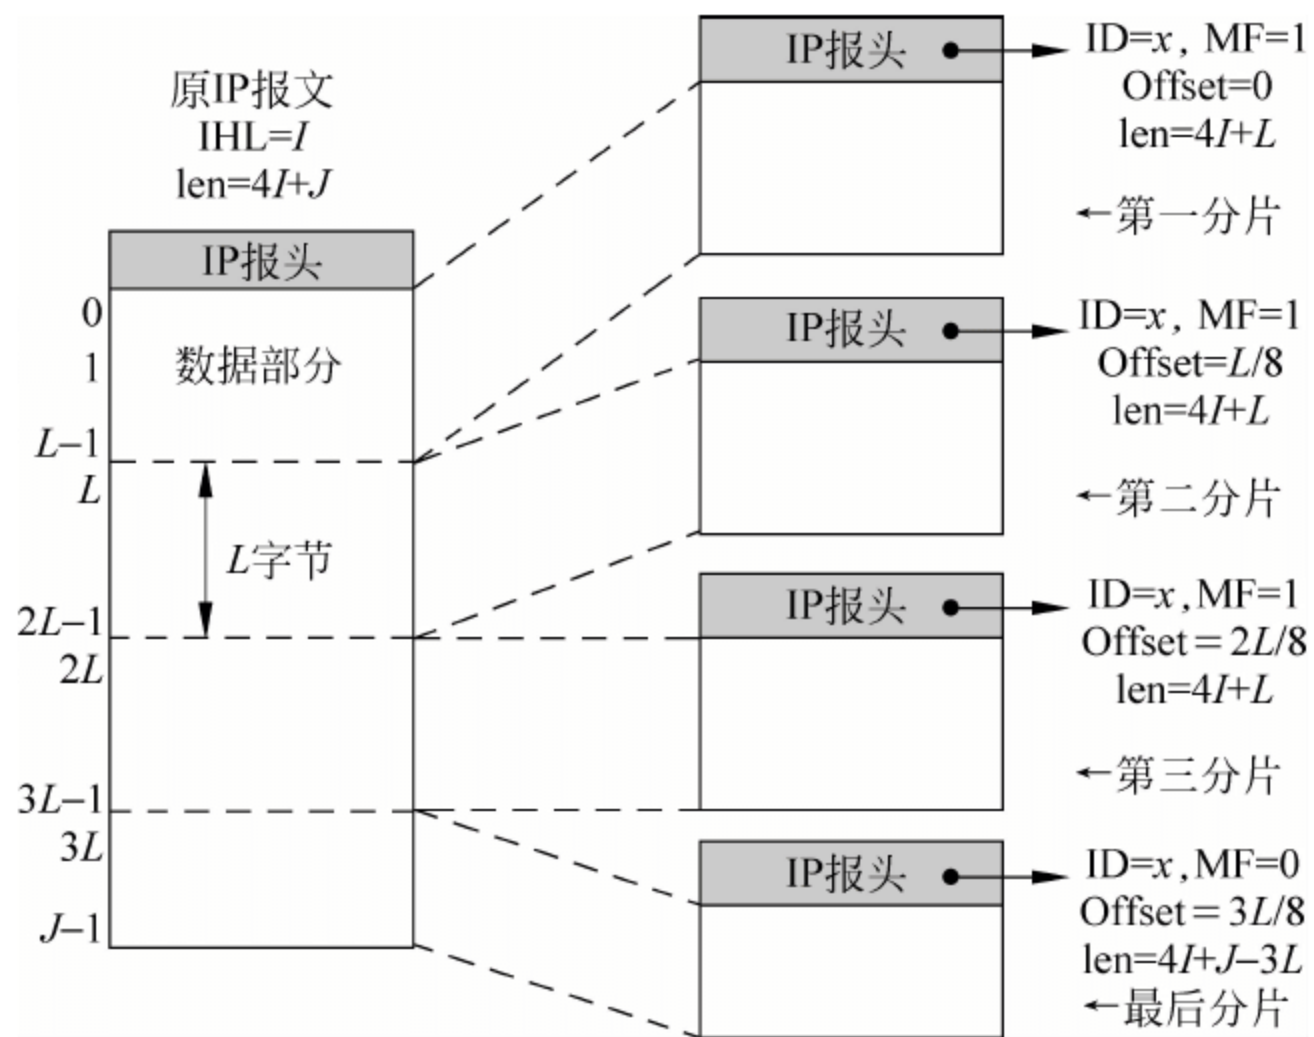 原IP报文
IHL=I
len=4I+J
IP报头
0
1
数据部分
L–1
L
L字节
2L–1
2L
3L–1
3L
J–1
IP报头
ID=x, MF=1
Offset=0
len=4I+L
←第一分片
IP报头
ID=x, MF=1
Offset=L/8
len=4I+L
←第二分片
IP报头
ID=x,MF=1
Offset=2L/8
len=4I+L
←第三分片
IP报头
ID=x,MF=0
Offset=3L/8
len=4I+J–3L
←最后分片